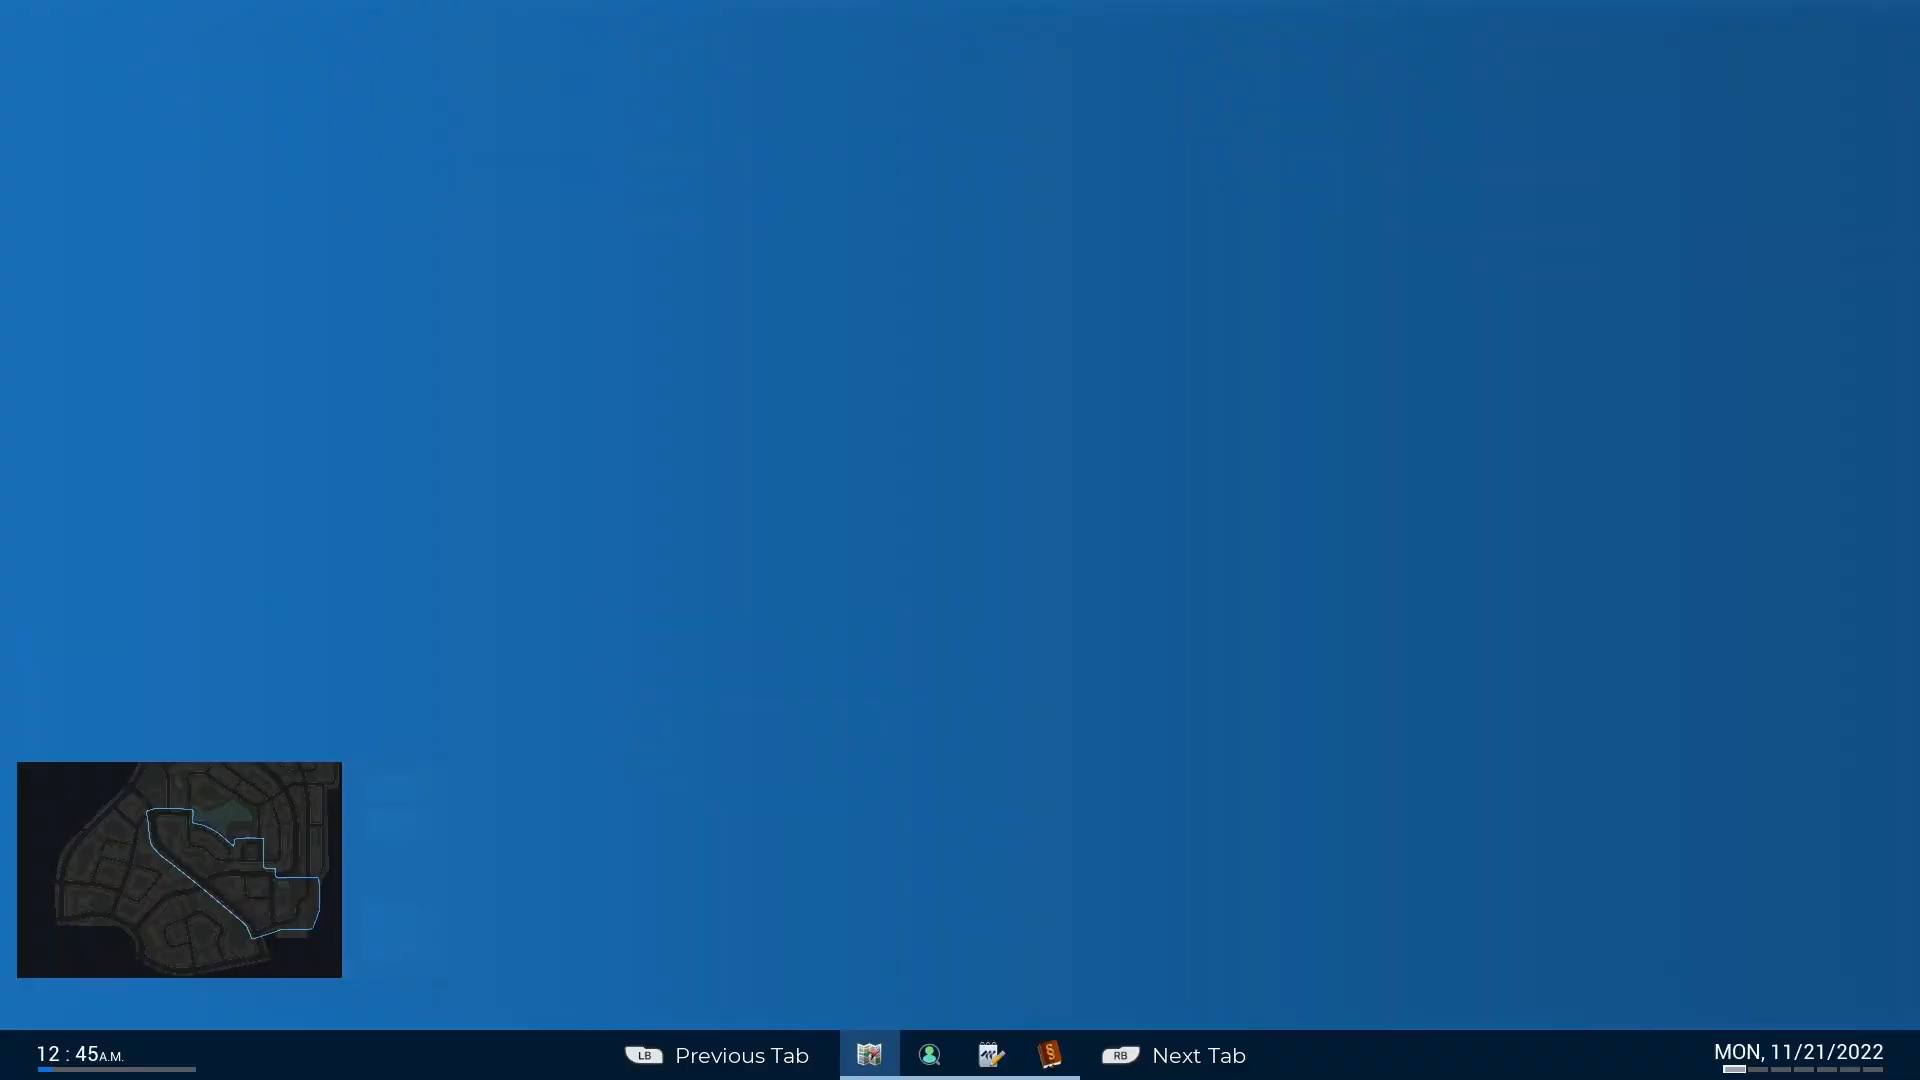 12 : 45A.M.
LB Previous Tab
§
RB Next Tab
MON, 11/21/2022